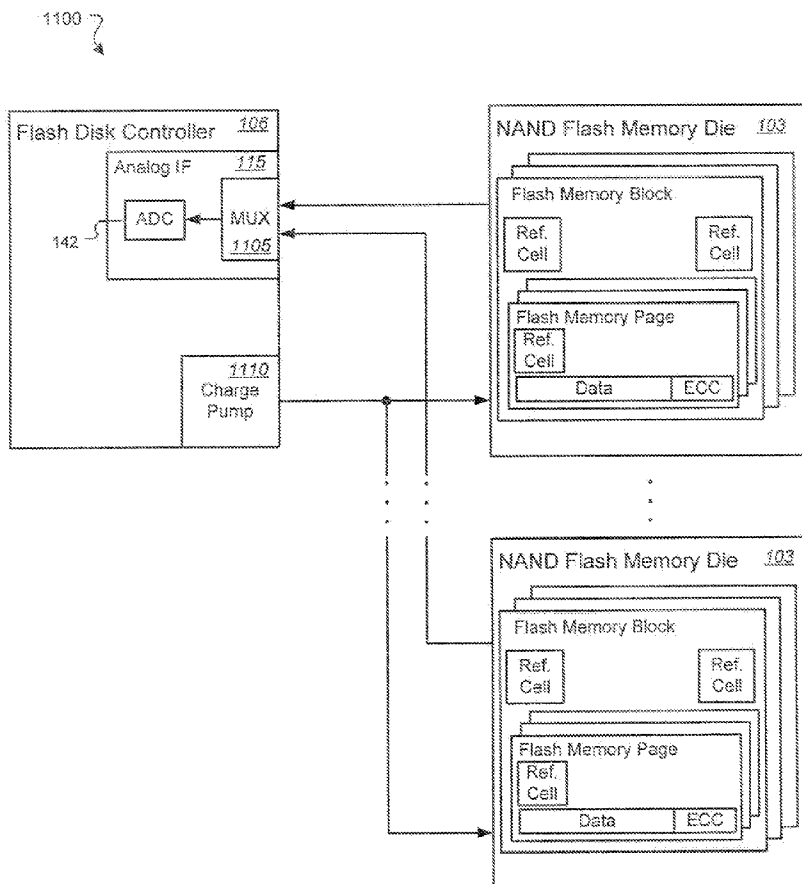 1100
Flash Disk Controller 106
Analog IF 115
ADC
MUX
1105
142
1110
Charge
Pump
NAND Flash Memory Die 103
Flash Memory Block
Ref.
Cell
Ref.
Cell
Flash Memory Page
Ref.
Cell
Data ECC
NAND Flash Memory Die 103
Flash Memory Block
Ref.
Cell
Ref.
Cell
Flash Memory Page
Ref.
Cell
Data ECC